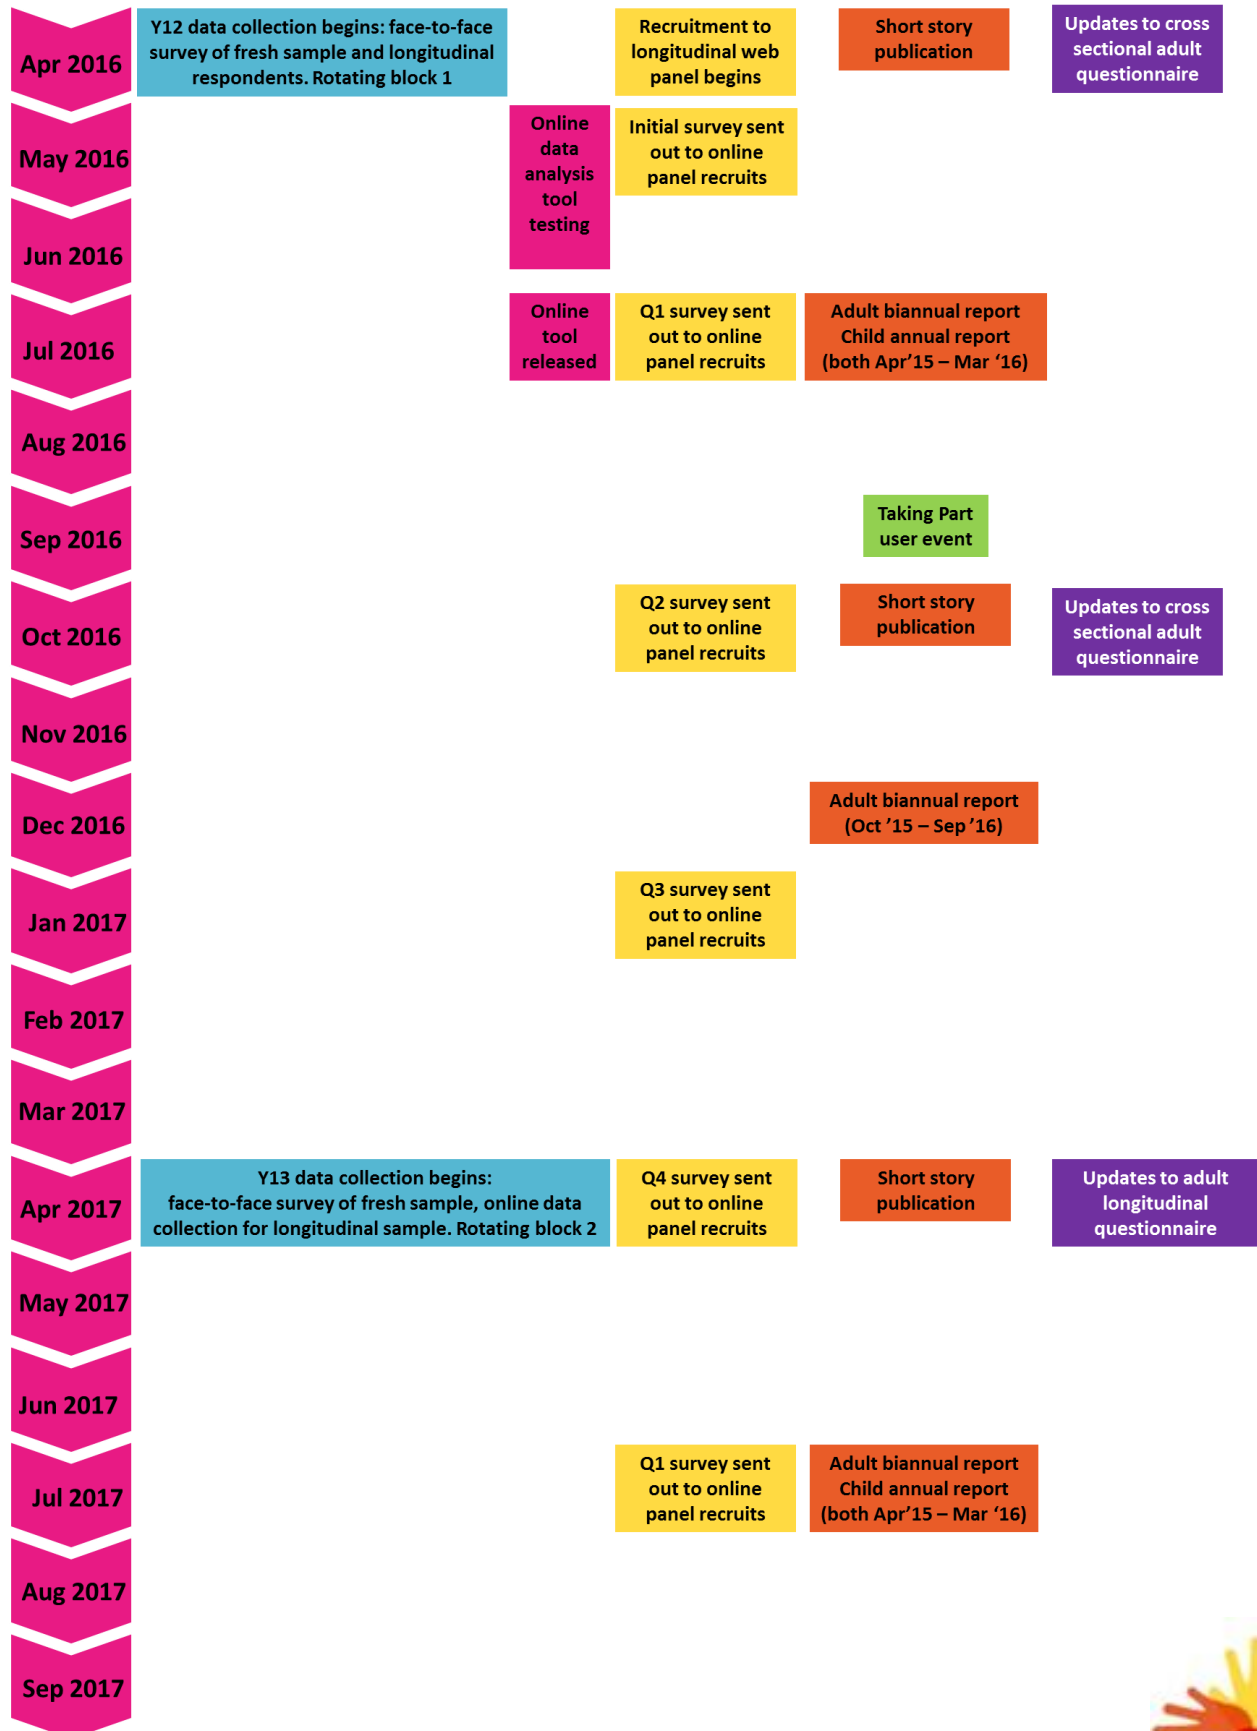 Apr 2016
Y12 data collection begins: face-to-face
survey of fresh sample and longitudinal
respondents. Rotating block 1
Recruitment to
longitudinal web
panel begins
Short story
publication
Updates to cross
sectional adult
questionnaire
May 2016
Online
data
analysis
tool
testing
Initial survey sent
out to online
panel recruits
Jun 2016
Jul 2016
Online
tool
released
Q1 survey sent
out to online
panel recruits
Adult biannual report
Child annual report
(both Apr'15 – Mar ‘16)
Aug 2016
Sep 2016
Taking Part
user event
Oct 2016
Q2 survey sent
out to online
panel recruits
Short story
publication
Updates to cross
sectional adult
questionnaire
Nov 2016
Dec 2016
Adult biannual report
(Oct ’15 – Sep ’16)
Jan 2017
Q3 survey sent
out to online
panel recruits
Feb 2017
Mar 2017
Apr 2017
Y13 data collection begins:
face-to-face survey of fresh sample, online data
collection for longitudinal sample. Rotating block 2
Q4 survey sent
out to online
panel recruits
Short story
publication
Updates to adult
longitudinal
questionnaire
May 2017
Jun 2017
Jul 2017
Q1 survey sent
out to online
panel recruits
Adult biannual report
Child annual report
(both Apr’15 – Mar ‘16)
Aug 2017
Sep 2017